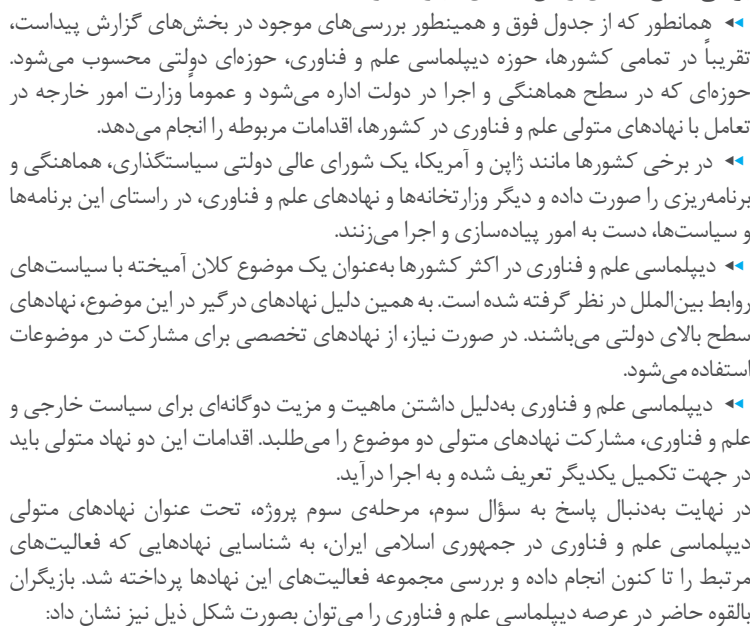 ◂◂ همانطور که از جدول فوق و همینطور بررسی‌های موجود در بخش‌های گزارش پیداست،
تقریباً در تمامی کشورها، حوزه دیپلماسی علم و فناوری، حوزه‌ای دولتی محسوب می‌شود.
حوزه‌ای که در سطح هماهنگی و اجرا در دولت اداره می‌شود و عموماً وزارت امور خارجه در
تعامل با نهادهای متولی علم و فناوری در کشورها، اقدامات مربوطه را انجام می‌دهد.
◂◂ در برخی کشورها مانند ژاپن و آمریکا، یک شورای عالی دولتی سیاستگذاری، هماهنگی و
برنامه‌ریزی را صورت داده و دیگر وزارتخانه‌ها و نهادهای علم و فناوری، در راستای این برنامه‌ها
و سیاست‌ها، دست به امور پیاده‌سازی و اجرا می‌زنند.
◂◂ دیپلماسی علم و فناوری در اکثر کشورها به‌عنوان یک موضوع کلان آمیخته با سیاست‌های
روابط بین‌الملل در نظر گرفته شده است. به همین دلیل نهادهای درگیر در این موضوع، نهادهای
سطح بالای دولتی می‌باشند. در صورت نیاز، از نهادهای تخصصی برای مشارکت در موضوعات
استفاده می‌شود.
◂◂ دیپلماسی علم و فناوری به‌دلیل داشتن ماهیت و مزیت دوگانه‌ای برای سیاست خارجی و
علم و فناوری، مشارکت نهادهای متولی دو موضوع را می‌طلبد. اقدامات این دو نهاد متولی باید
در جهت تکمیل یکدیگر تعریف شده و به اجرا درآید.
در نهایت به‌دنبال پاسخ به سؤال سوم، مرحله‌ی سوم پروژه، تحت عنوان نهادهای متولی
دیپلماسی علم و فناوری در جمهوری اسلامی ایران، به شناسایی نهادهایی که فعالیت‌های
مرتبط را تا کنون انجام داده و بررسی مجموعه فعالیت‌های این نهادها پرداخته شد. بازیگران
بالقوه حاضر در عرصه دیپلماسی علم و فناوری را می‌توان بصورت شکل ذیل نیز نشان داد: